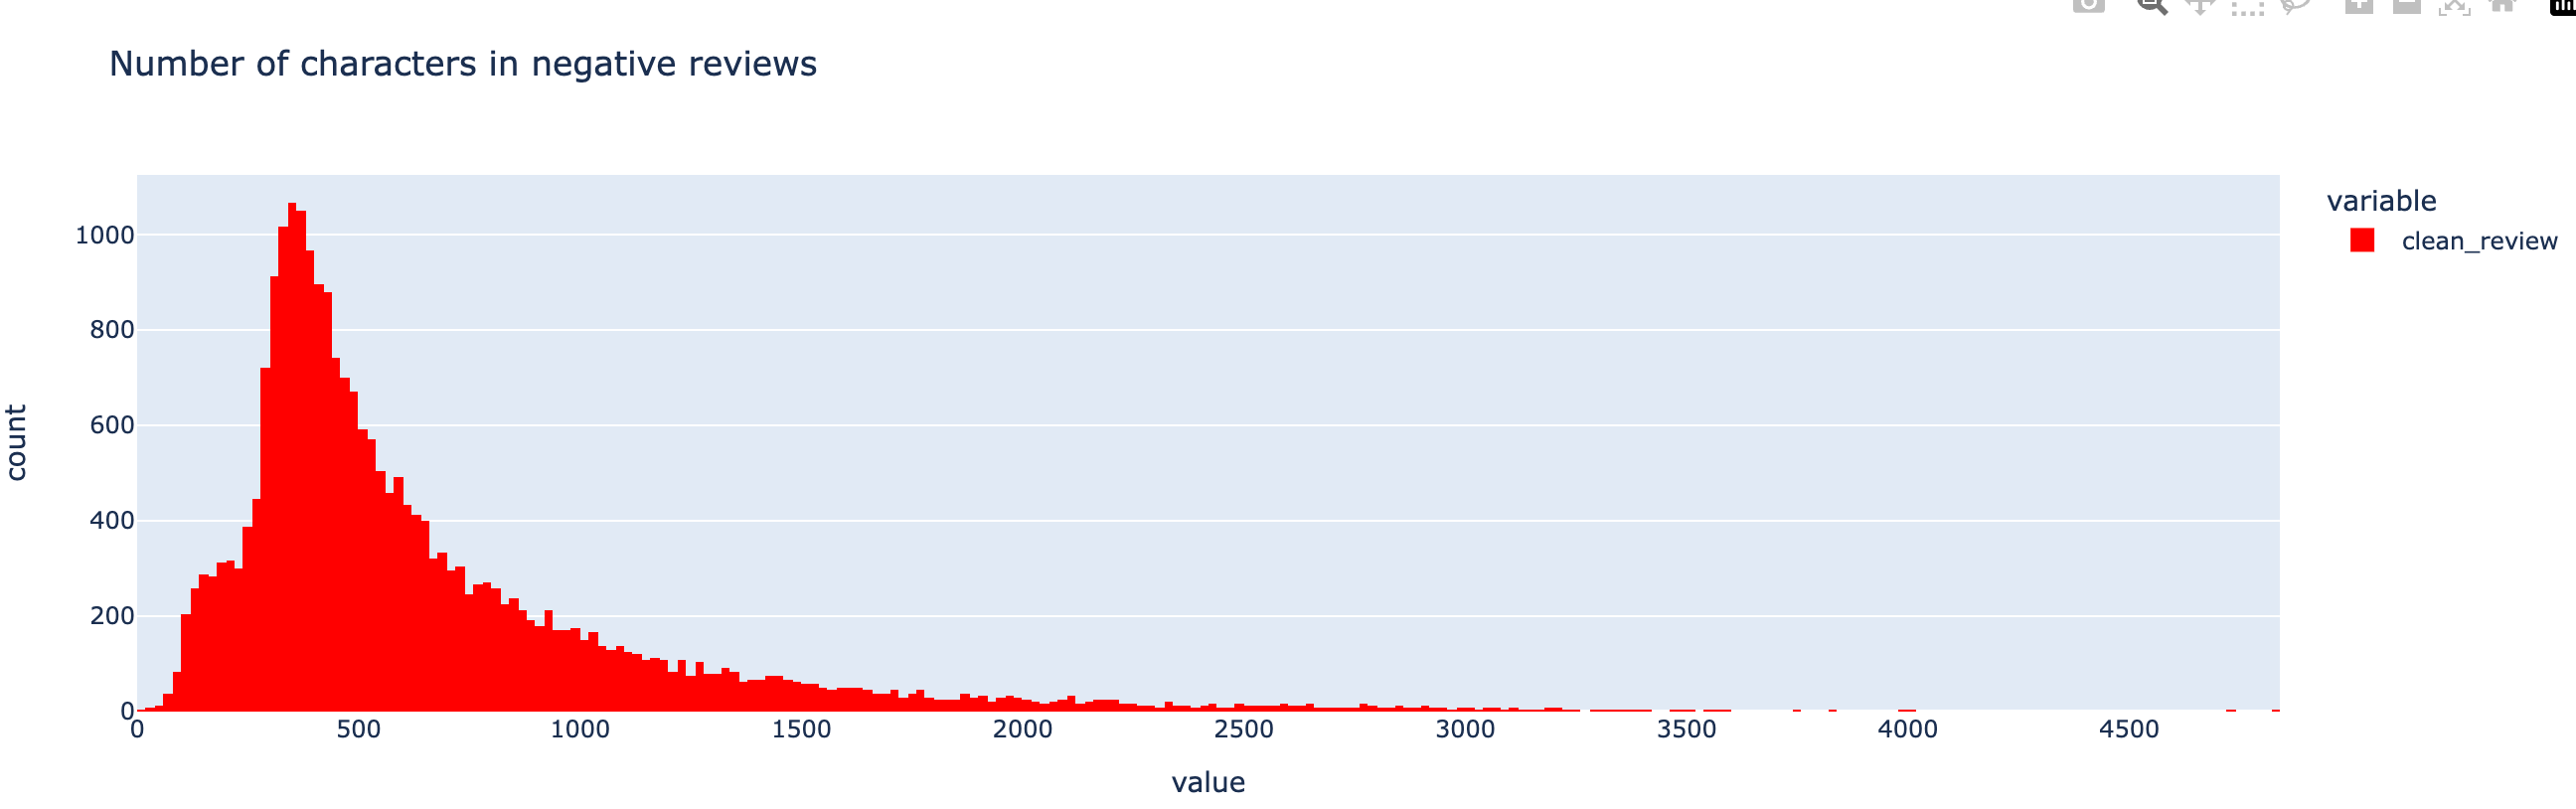 Number of characters in negative reviews
variable
clean_review
count
1000
800
600
400
200
0
0 500 1000 1500 2000 2500 3000 3500 4000 4500
value